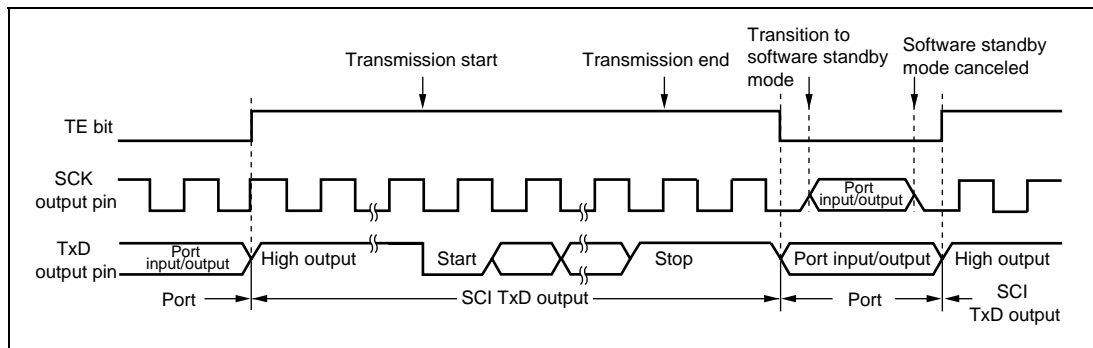 Transmission start
Transmission end
Transition to
software standby
mode
Software standby
mode canceled
TE bit
SCK
output pin
Port
input/output
TxD
output pin
Port
input/output
High output
Start
Stop
Port input/output
High output
Port
SCI TxD output
Port
SCI
TxD output